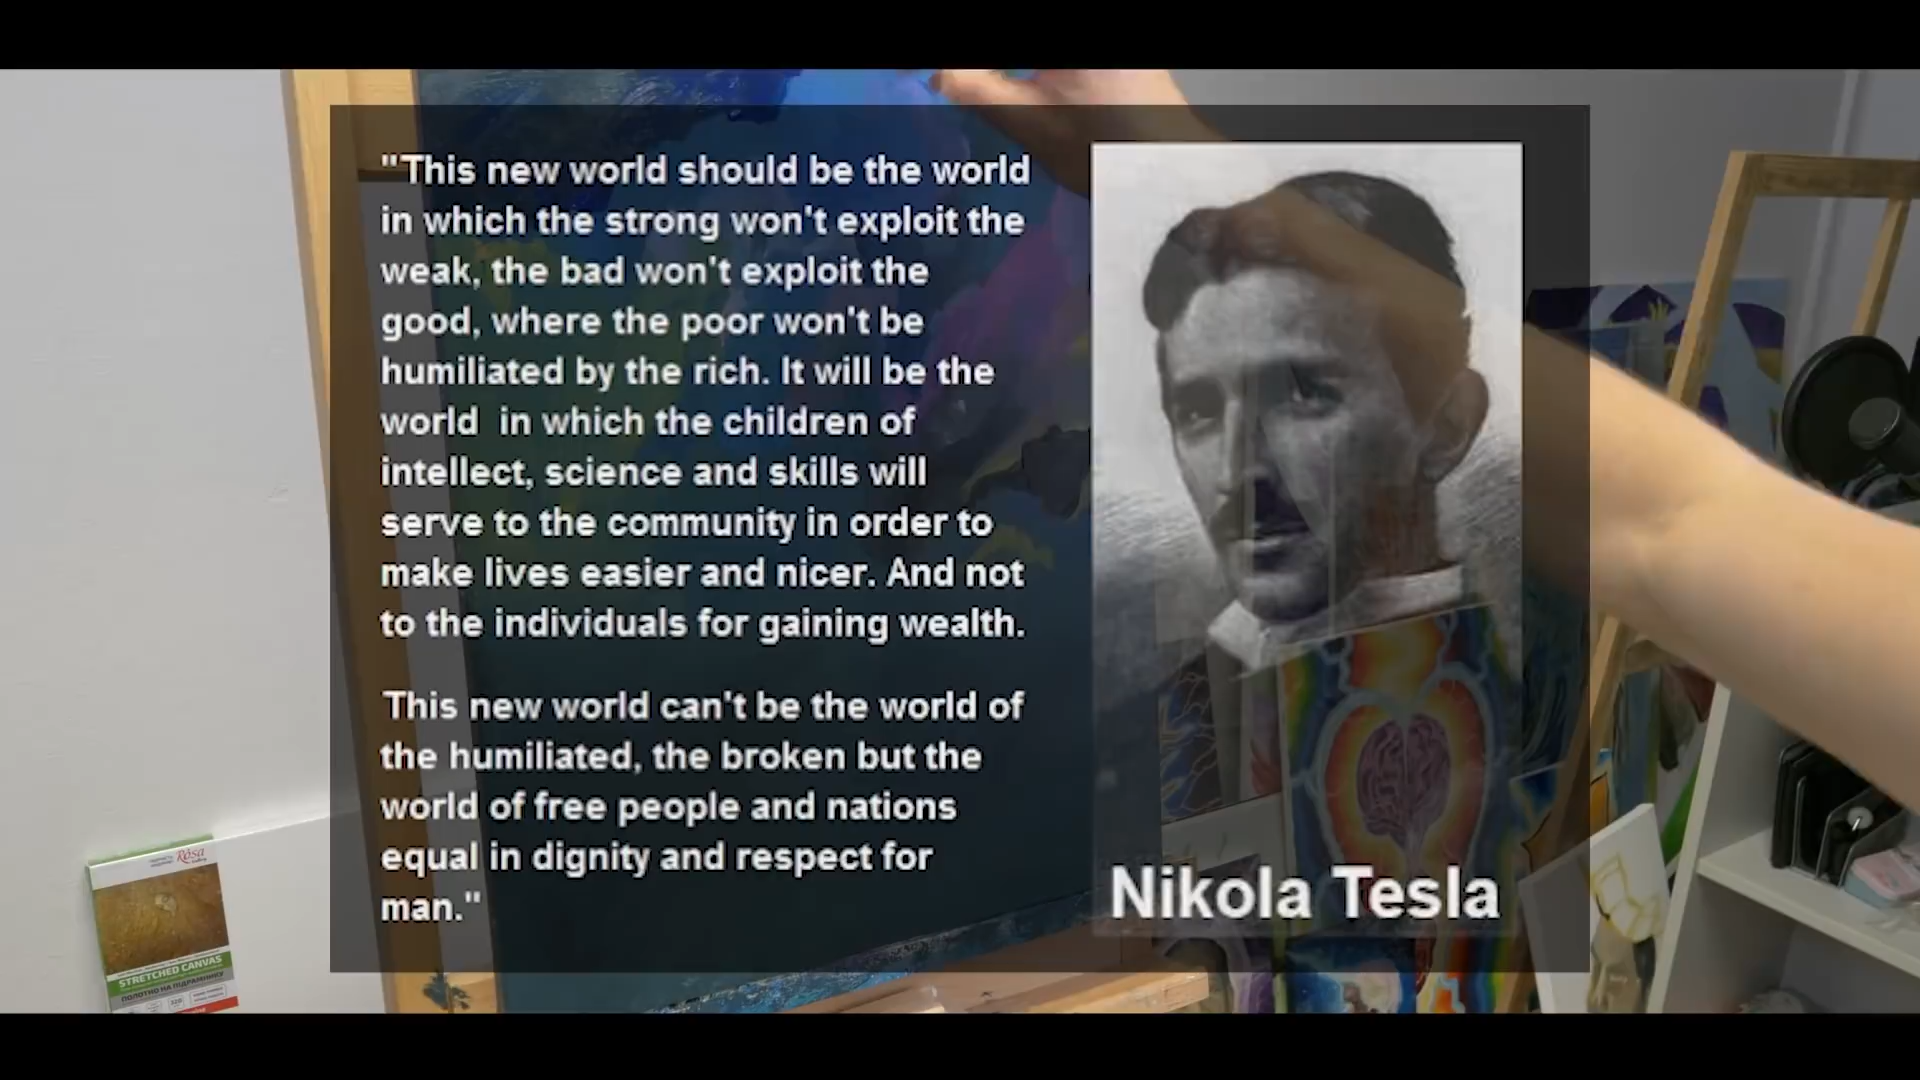 "This new world should be the world
in which the strong won't exploit the
weak, the bad won't exploit the
good, where the poor won't be
humiliated by the rich. It will be the
world  in which the children of
intellect, science and skills will
serve to the community in order to
make lives easier and nicer. And not
to the individuals for gaining wealth.
This new world can't be the world of
the humiliated, the broken but the
world of free people and nations
equal in dignity and respect for
man."
Nikola Tesla
Rosa
STRETCHED CANVAS
ПОЛОТНО НА ПІДРАМНИКУ